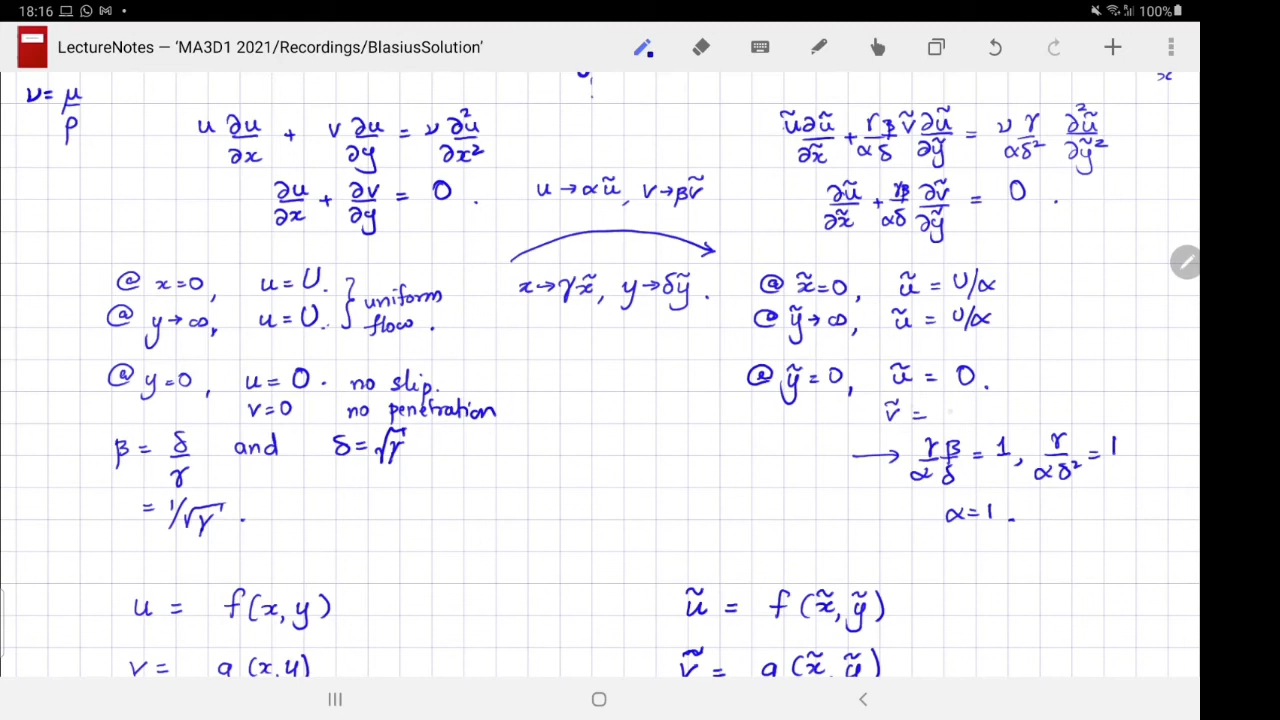 18:16 100%
LectureNotes — ‘MA3D1 2021/Recordings/BlasiusSolution’
x
ν = μ/ρ
u ∂u/∂x + v ∂u/∂y = ν ∂²u/∂x²
∂u/∂x + ∂v/∂y = 0 .
u → αũ, v → βṽ
x → γx̃, y → δỹ .
ũ ∂ũ/∂x̃ + γβ/αδ ṽ ∂ũ/∂ỹ = ν γ/αδ² ∂²ũ/∂ỹ²
∂ũ/∂x̃ + γβ/αδ ∂ṽ/∂ỹ = 0 .
@ x=0, u = U.
@ y→∞, u = U.
} uniform
flow .
@ y=0, u = 0 . no slip.
v=0 no penetration
@ x̃=0, ũ = U/α
@ ỹ→∞, ũ = U/α
@ ỹ=0, ũ = 0.
ṽ =
β = δ/γ and δ = √γ
= 1/√γ .
→ γβ/αδ = 1, γ/αδ² = 1
α=1 .
u = f(x, y)
v = g(x, y)
ũ = f(x̃, ỹ)
ṽ = g(x̃, ỹ)